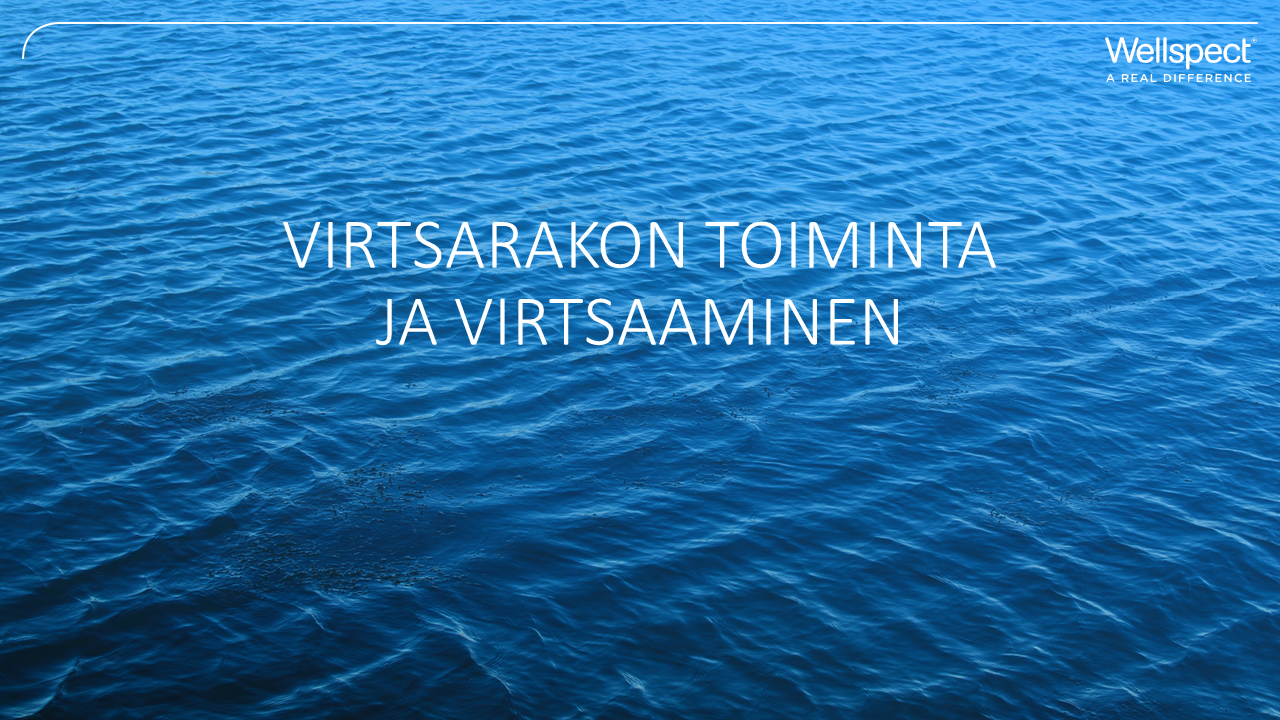 Wellspect®
A REAL DIFFERENCE
VIRTSARAKON TOIMINTA
JA VIRTSAAMINEN